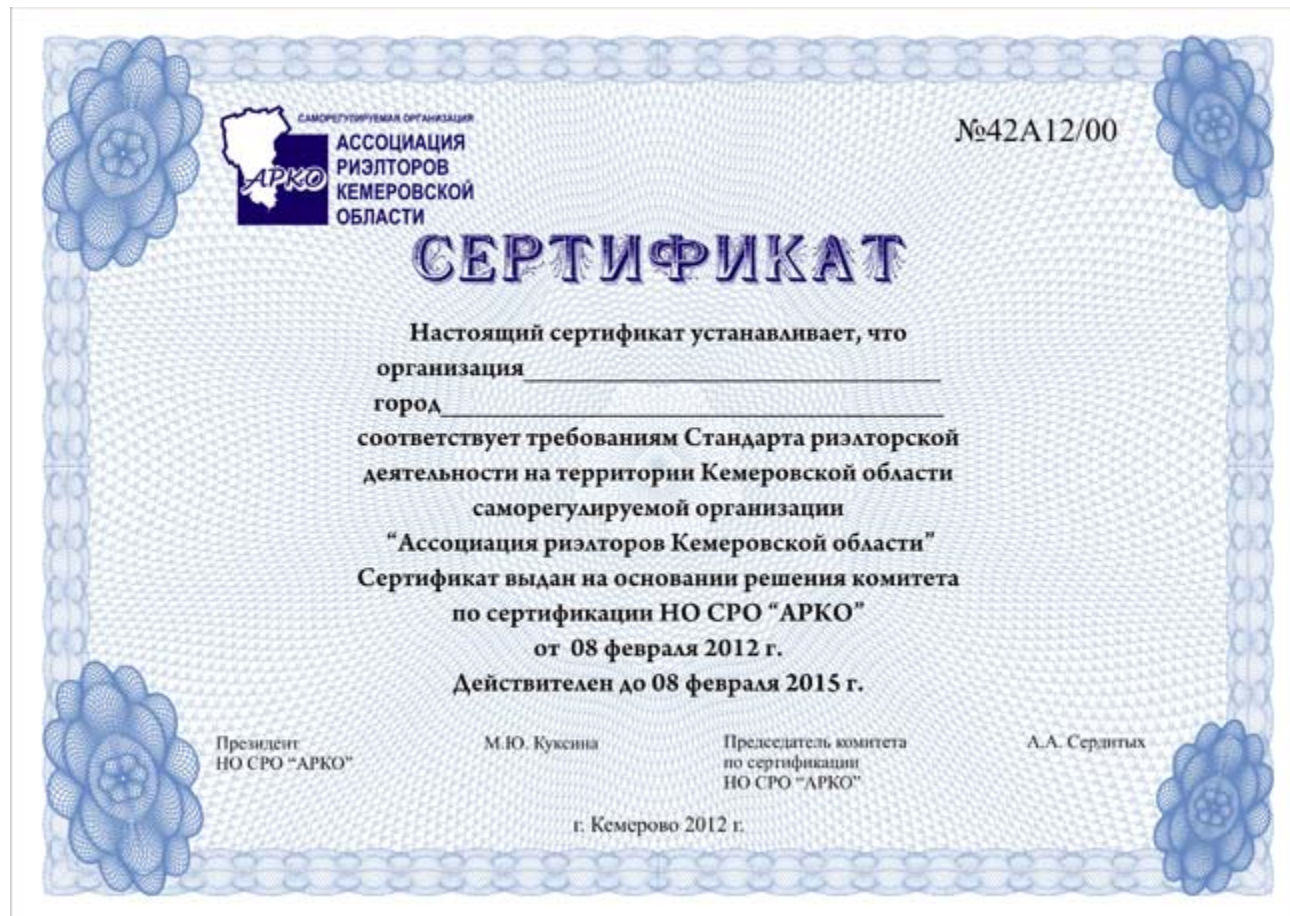 САМОРЕГУЛИРУЕМАЯ ОРГАНИЗАЦИЯ
АССОЦИАЦИЯ
РИЭЛТОРОВ
КЕМЕРОВСКОЙ
ОБЛАСТИ
АРКО
№42А12/00
СЕРТИФИКАТ
Настоящий сертификат устанавливает, что
организация
город
соответствует требованиям Стандарта риэлторской
деятельности на территории Кемеровской области
саморегулируемой организации
“Ассоциация риэлторов Кемеровской области”
Сертификат выдан на основании решения комитета
по сертификации НО СРО “АРКО”
от 08 февраля 2012 г.
Действителен до 08 февраля 2015 г.
Президент
НО СРО “АРКО”
М.Ю. Куксина
Председатель комитета
по сертификации
НО СРО “АРКО”
А.А. Сердитых
г. Кемерово 2012 г.